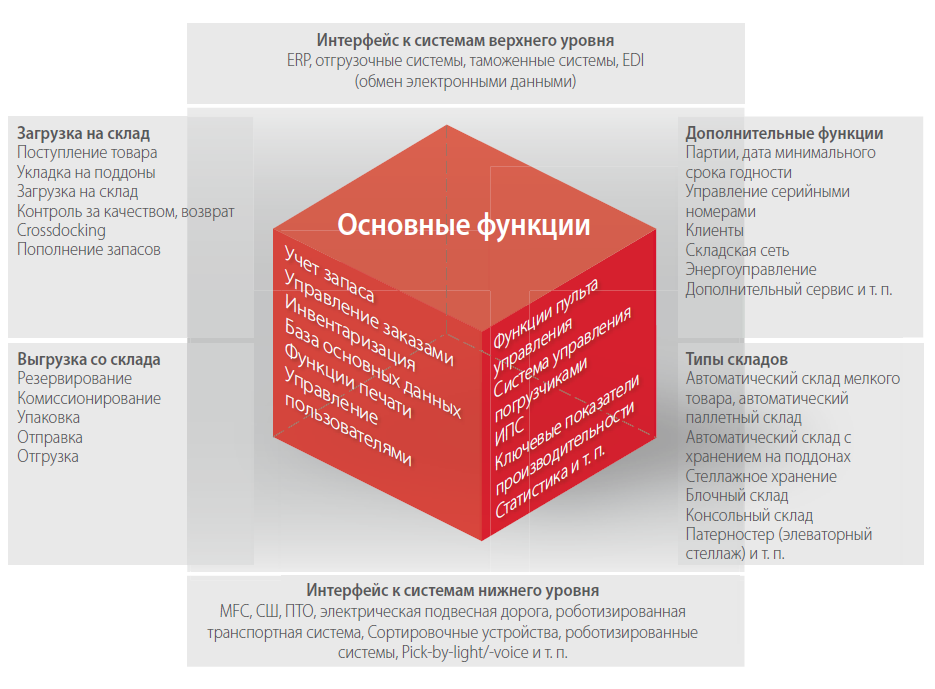 Интерфейс к системам верхнего уровня
ERP, отгрузочные системы, таможенные системы, EDI
(обмен электронными данными)
Загрузка на склад
Поступление товара
Укладка на поддоны
Загрузка на склад
Контроль за качеством, возврат
Crossdocking
Пополнение запасов
Выгрузка со склада
Резервирование
Комиссионирование
Упаковка
Отправка
Отгрузка
Основные функции
Учет запаса
Управление заказами
Инвентаризация
База основных данных
Функции печати
Управление
пользователями
Функции пульта
управления
Система управления
погрузчиками
ИПС
Ключевые показатели
производительности
Статистика и т. п.
Дополнительные функции
Партии, дата минимального
срока годности
Управление серийными
номерами
Клиенты
Складская сеть
Энергоуправление
Дополнительный сервис и т. п.
Типы складов
Автоматический склад мелкого
товара, автоматический
паллетный склад
Автоматический склад с
хранением на поддонах
Стеллажное хранение
Блочный склад
Консольный склад
Патерностер (элеваторный
стеллаж) и т. п.
Интерфейс к системам нижнего уровня
MFC, СШ, ПТО, электрическая подвесная дорога, роботизированная
транспортная система, Сортировочные устройства, роботизированные
системы, Pick-by-light/-voice и т. п.